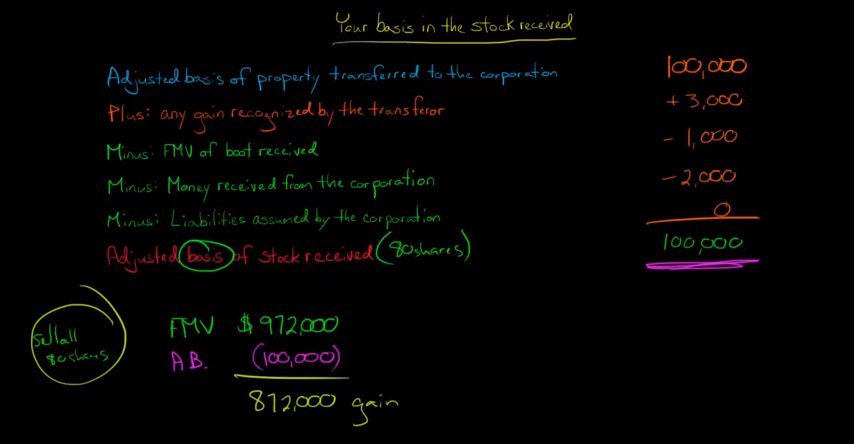 Your basis in the stock received
Adjusted basis of property transferred to the corporation 100,000
Plus: any gain recognized by the transferor + 3,000
Minus: FMV of boot received - 1,000
Minus: Money received from the corporation - 2,000
Minus: Liabilities assumed by the corporation 0
Adjusted basis of stock received (80 shares) 100,000
sell all
80 shares
FMV $ 972,000
A.B. (100,000)
872,000 gain